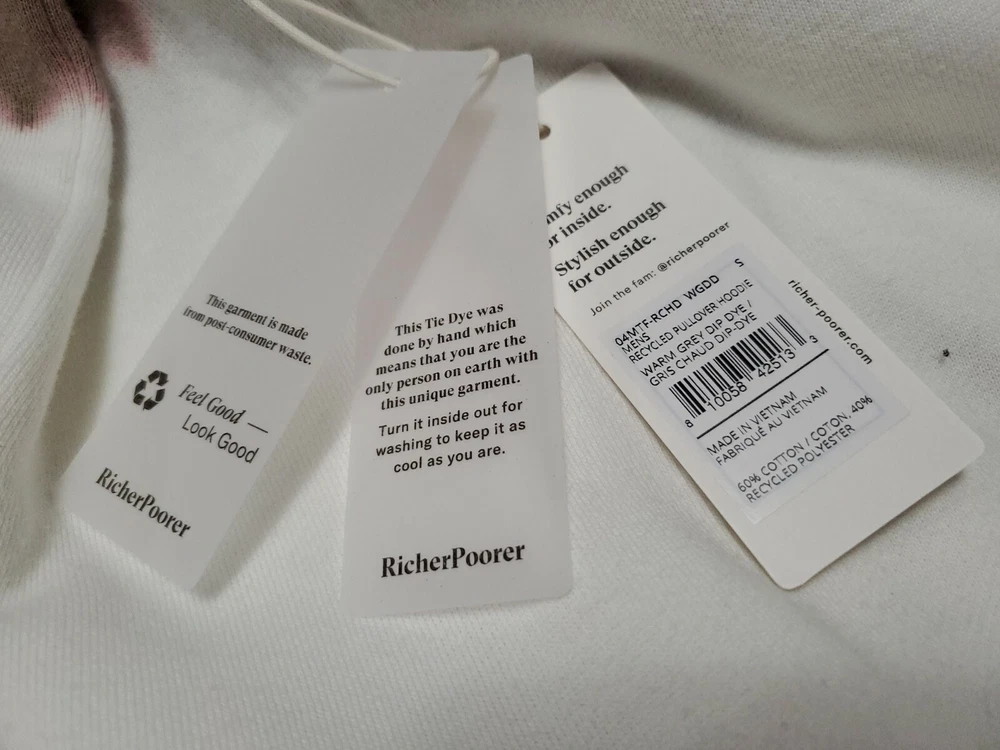 This garment is made
from post-consumer waste.
Feel Good —
Look Good
RicherPoorer
This Tie Dye was
done by hand which
means that you are the
only person on earth with
this unique garment.
Turn it inside out for
washing to keep it as
cool as you are.
RicherPoorer
mfy enough
r inside.
Stylish enough
for outside.
Join the fam: @richerpoorer
richer-poorer.com
04MTF-RCHD WGDD S
MENS
RECYCLED PULLOVER HOODIE
WARM GREY DIP DYE /
GRIS CHAUD DIP-DYE
8 10058 42513 3
MADE IN VIETNAM
FABRIQUÉ AU VIETNAM
60% COTTON / COTON, 40%
RECYCLED POLYESTER